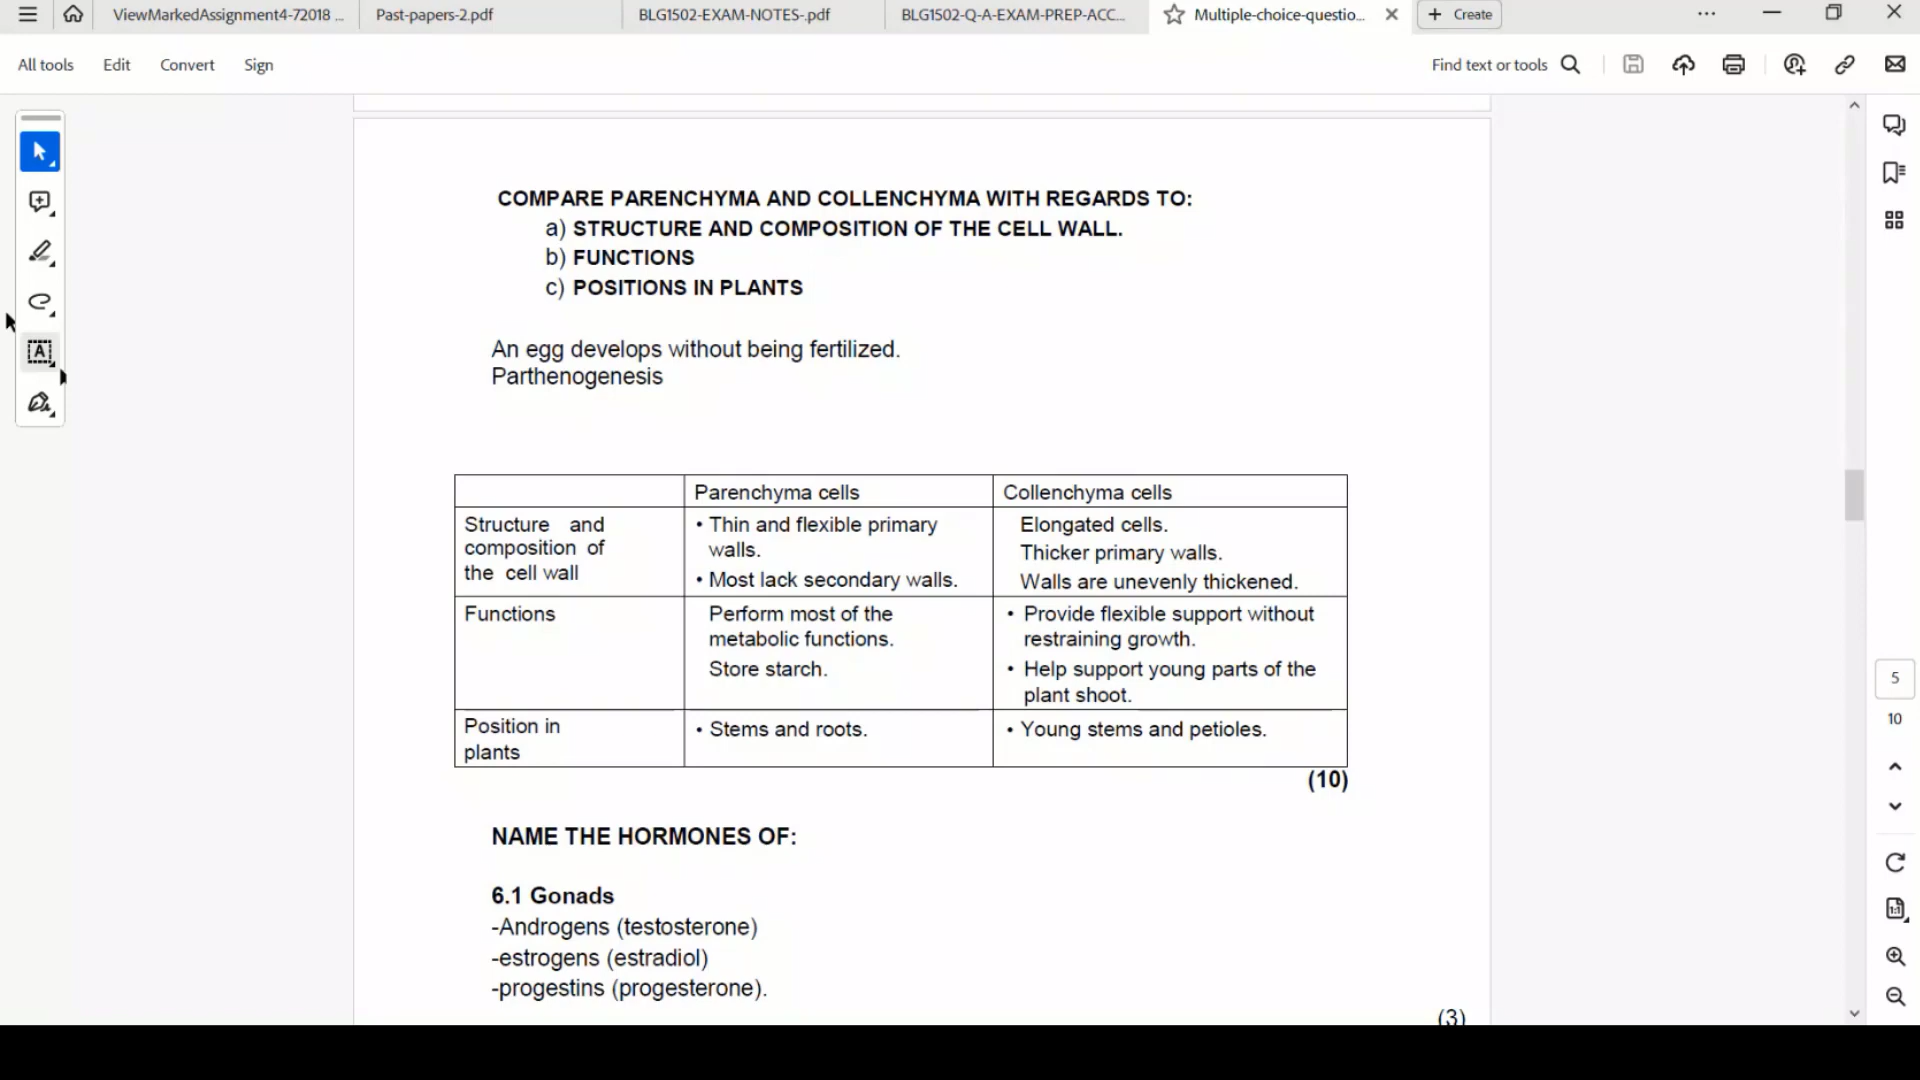 ViewMarkedAssignment4-72018 ...
Past-papers-2.pdf
BLG1502-EXAM-NOTES-.pdf
BLG1502-Q-A-EXAM-PREP-ACC...
Multiple-choice-questio...
Create
All tools
Edit
Convert
Sign
Find text or tools
COMPARE PARENCHYMA AND COLLENCHYMA WITH REGARDS TO:
a) STRUCTURE AND COMPOSITION OF THE CELL WALL.
b) FUNCTIONS
c) POSITIONS IN PLANTS
An egg develops without being fertilized.
Parthenogenesis
Parenchyma cells
Collenchyma cells
Structure and
composition of
the cell wall
• Thin and flexible primary
walls.
• Most lack secondary walls.
Elongated cells.
Thicker primary walls.
Walls are unevenly thickened.
Functions
Perform most of the
metabolic functions.
Store starch.
• Provide flexible support without
restraining growth.
• Help support young parts of the
plant shoot.
Position in
plants
• Stems and roots.
• Young stems and petioles.
(10)
NAME THE HORMONES OF:
6.1 Gonads
-Androgens (testosterone)
-estrogens (estradiol)
-progestins (progesterone).
(3)
5
10